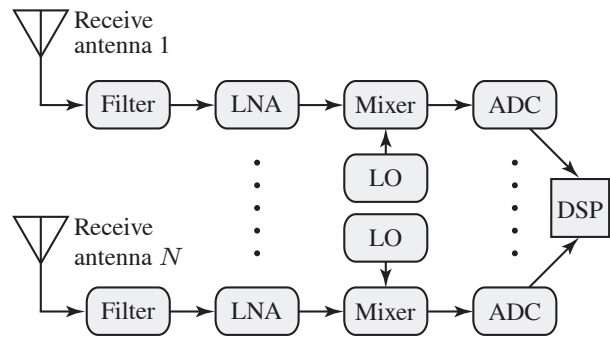 Receive
antenna 1
Filter
LNA
Mixer
ADC
LO
DSP
LO
Receive
antenna N
Filter
LNA
Mixer
ADC